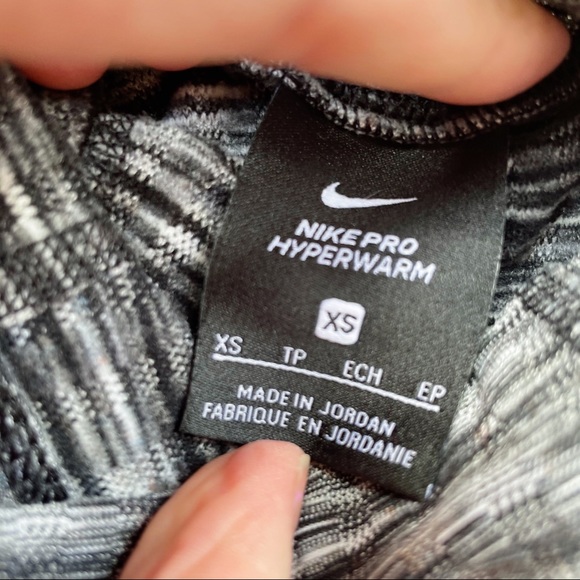 NIKE PRO
HYPERWARM
XS
XS TP ECH EP
MADE IN JORDAN
FABRIQUE EN JORDANIE